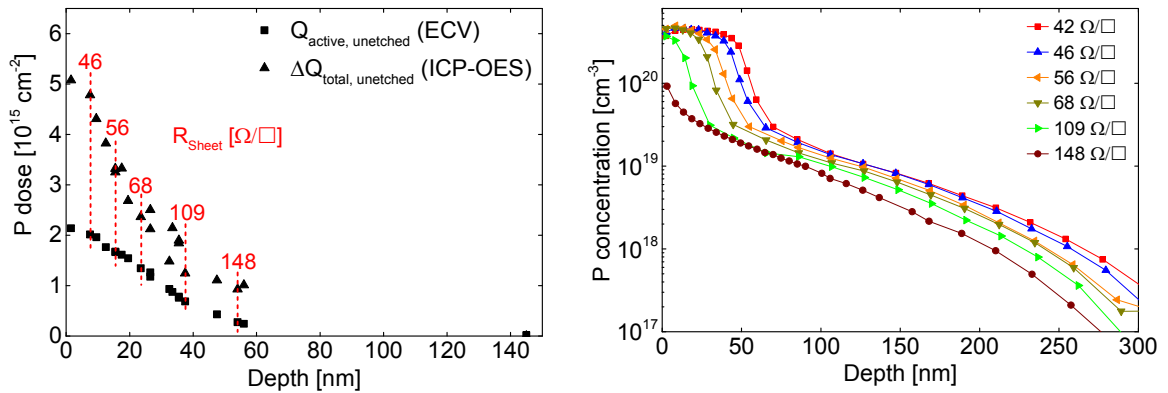 P dose [10¹⁵ cm⁻²]
6
5
4
3
2
1
0
Q_active, unetched (ECV)
ΔQ_total, unetched (ICP-OES)
R_Sheet [Ω/□]
46
56
68
109
148
0 20 40 60 80 100 120 140
Depth [nm]
P concentration [cm⁻³]
10²⁰
10¹⁹
10¹⁸
10¹⁷
42 Ω/□
46 Ω/□
56 Ω/□
68 Ω/□
109 Ω/□
148 Ω/□
0 50 100 150 200 250 300
Depth [nm]